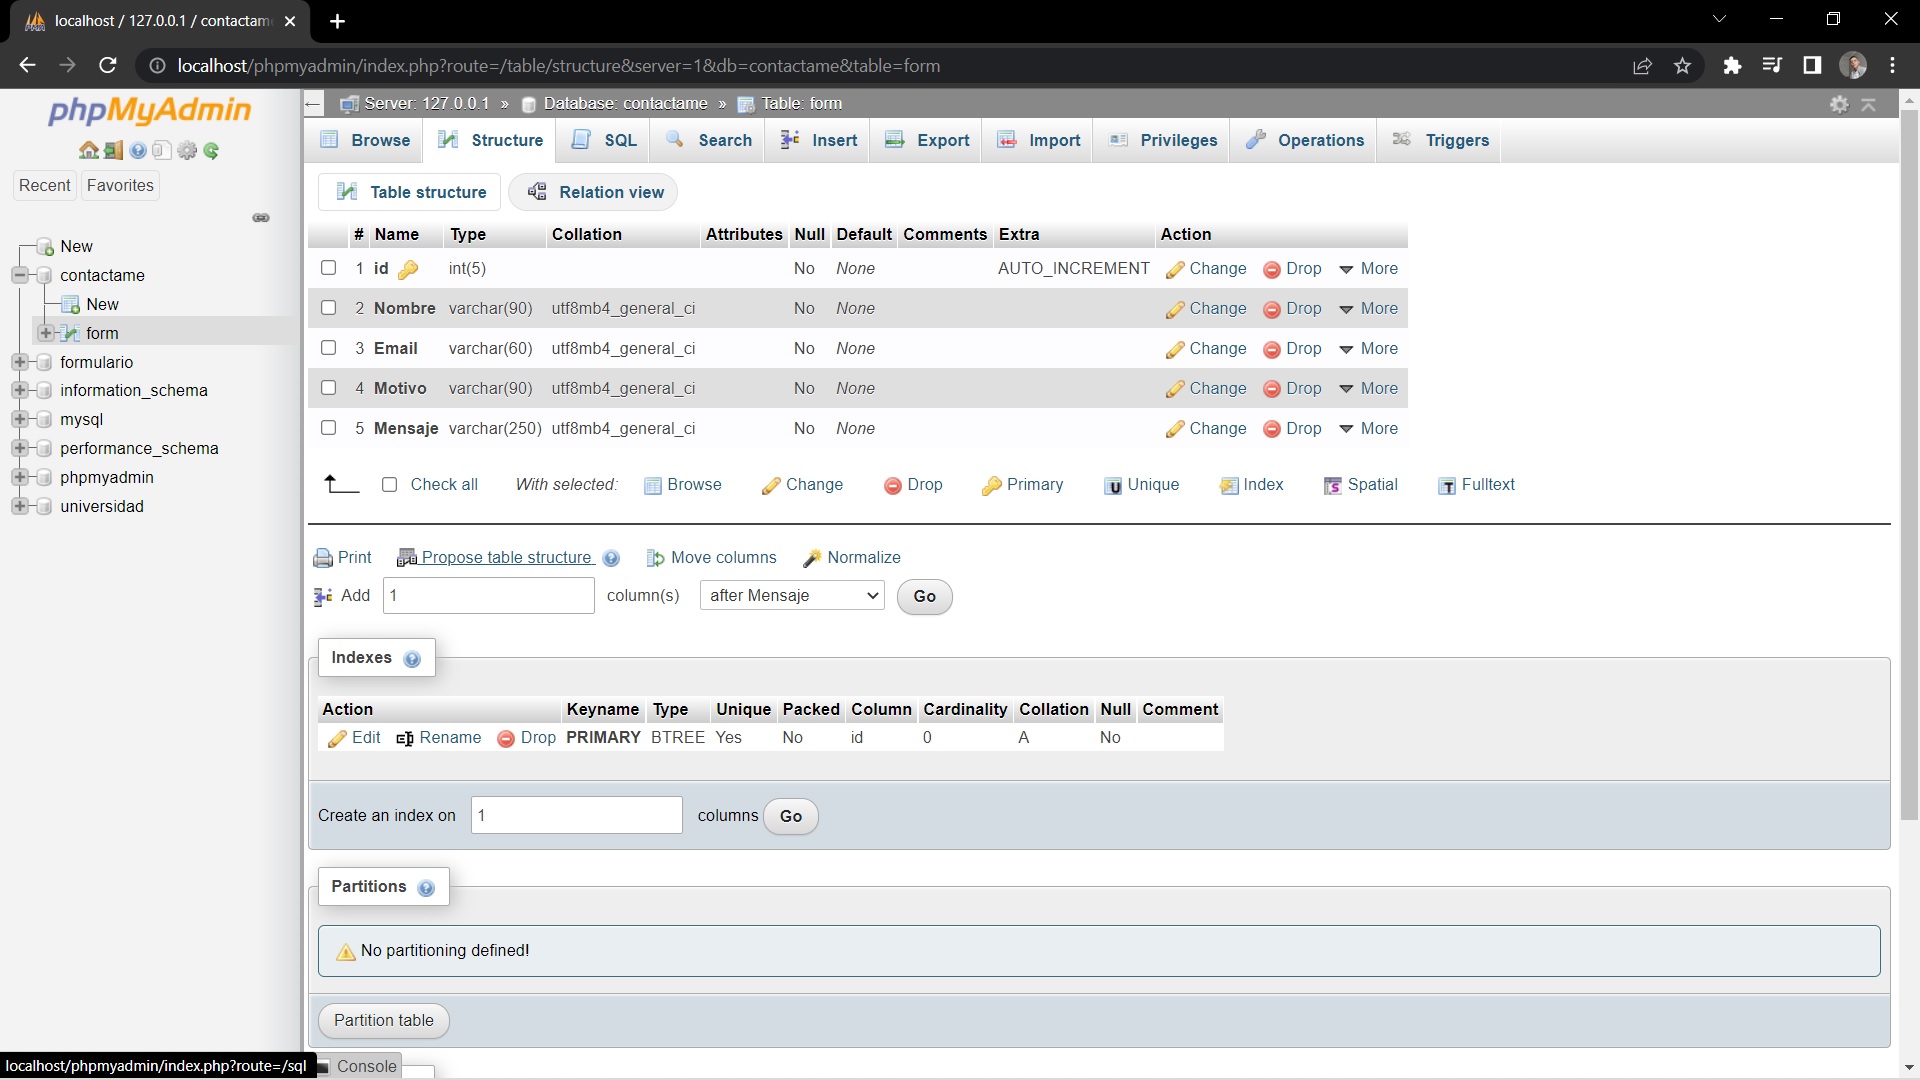 localhost / 127.0.0.1 / contactam
localhost/phpmyadmin/index.php?route=/table/structure&server=1&db=contactame&table=form
phpMyAdmin
Recent Favorites
New
contactame
New
form
formulario
information_schema
mysql
performance_schema
phpmyadmin
universidad
Server: 127.0.0.1 » Database: contactame » Table: form
Browse Structure SQL Search Insert Export Import Privileges Operations Triggers
Table structure Relation view
# Name Type Collation Attributes Null Default Comments Extra Action
1 id int(5) No None AUTO_INCREMENT Change Drop More
2 Nombre varchar(90) utf8mb4_general_ci No None Change Drop More
3 Email varchar(60) utf8mb4_general_ci No None Change Drop More
4 Motivo varchar(90) utf8mb4_general_ci No None Change Drop More
5 Mensaje varchar(250) utf8mb4_general_ci No None Change Drop More
Check all With selected: Browse Change Drop Primary Unique Index Spatial Fulltext
Print Propose table structure Move columns Normalize
Add 1 column(s) after Mensaje Go
Indexes
Action Keyname Type Unique Packed Column Cardinality Collation Null Comment
Edit Rename Drop PRIMARY BTREE Yes No id 0 A No
Create an index on 1 columns Go
Partitions
No partitioning defined!
Partition table
localhost/phpmyadmin/index.php?route=/sql
Console